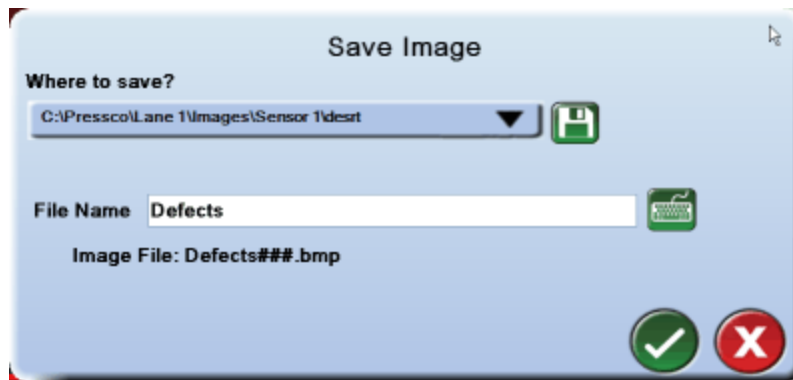 Save Image
Where to save?
C:\Pressco\Lane 1\Images\Sensor 1\desrt
File Name Defects
Image File: Defects###.bmp